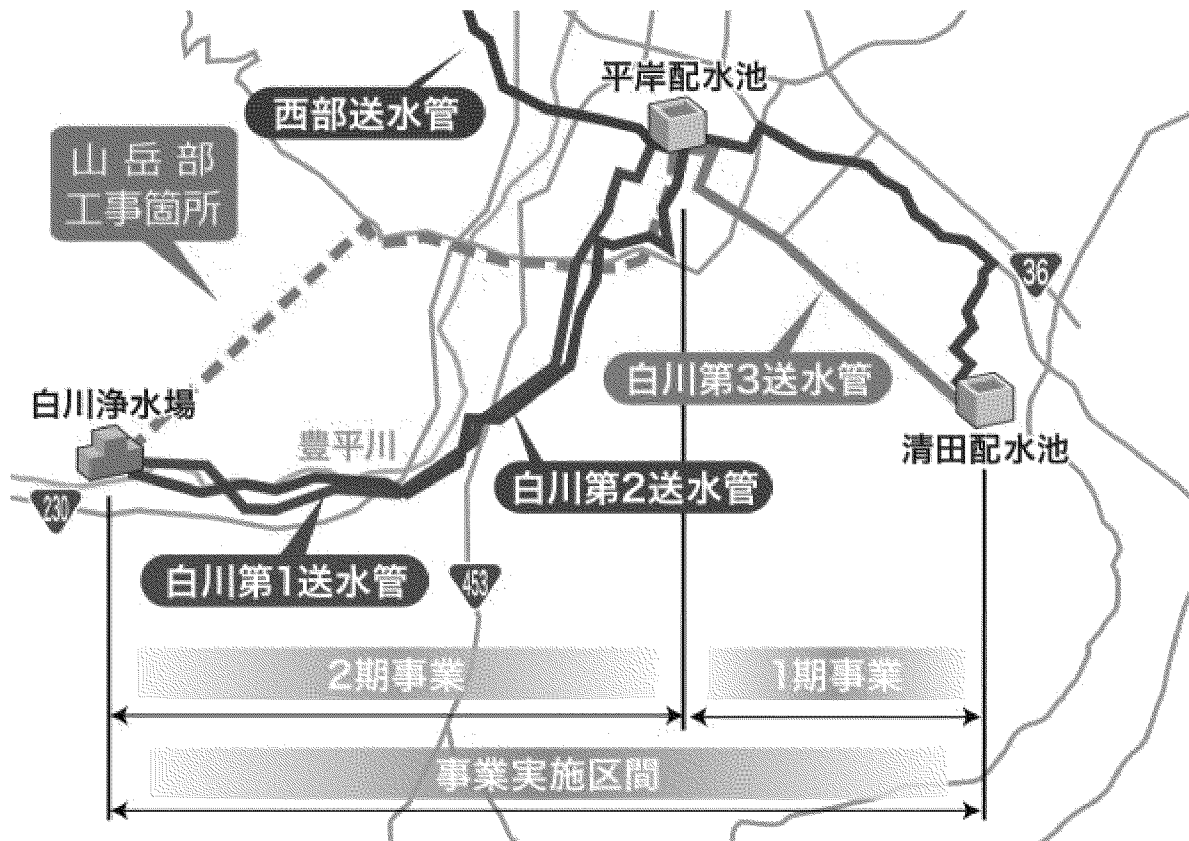 平岸配水池
西部送水管
山岳部
工事箇所
36
白川第3送水管
白川浄水場
豊平川
清田配水池
白川第2送水管
230
白川第1送水管
453
2期事業
1期事業
事業実施区間